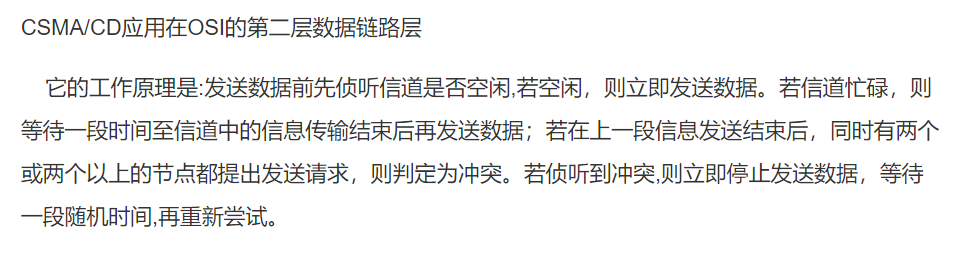 CSMA/CD应用在OSI的第二层数据链路层
它的工作原理是:发送数据前先侦听信道是否空闲,若空闲，则立即发送数据。若信道忙碌，则
等待一段时间至信道中的信息传输结束后再发送数据；若在上一段信息发送结束后，同时有两个
或两个以上的节点都提出发送请求，则判定为冲突。若侦听到冲突,则立即停止发送数据，等待
一段随机时间,再重新尝试。